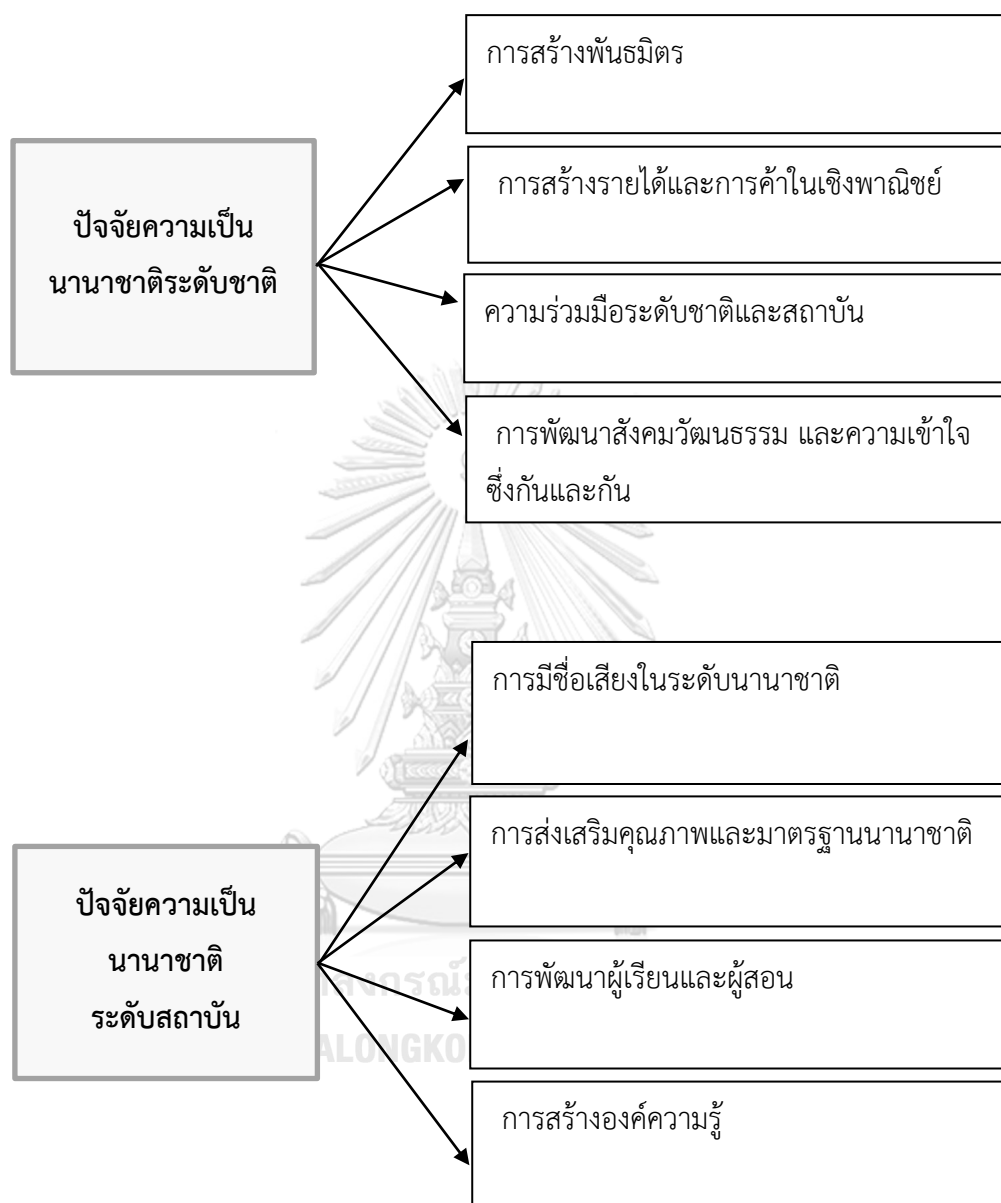 การสร้างพันธมิตร
การสร้างรายได้และการค้าในเชิงพาณิชย์
ปัจจัยความเป็น
นานาชาติระดับชาติ
ความร่วมมือระดับชาติและสถาบัน
การพัฒนาสังคมวัฒนธรรม และความเข้าใจ
ซึ่งกันและกัน
การมีชื่อเสียงในระดับนานาชาติ
การส่งเสริมคุณภาพและมาตรฐานนานาชาติ
ปัจจัยความเป็น
นานาชาติ
ระดับสถาบัน
การพัฒนาผู้เรียนและผู้สอน
การสร้างองค์ความรู้